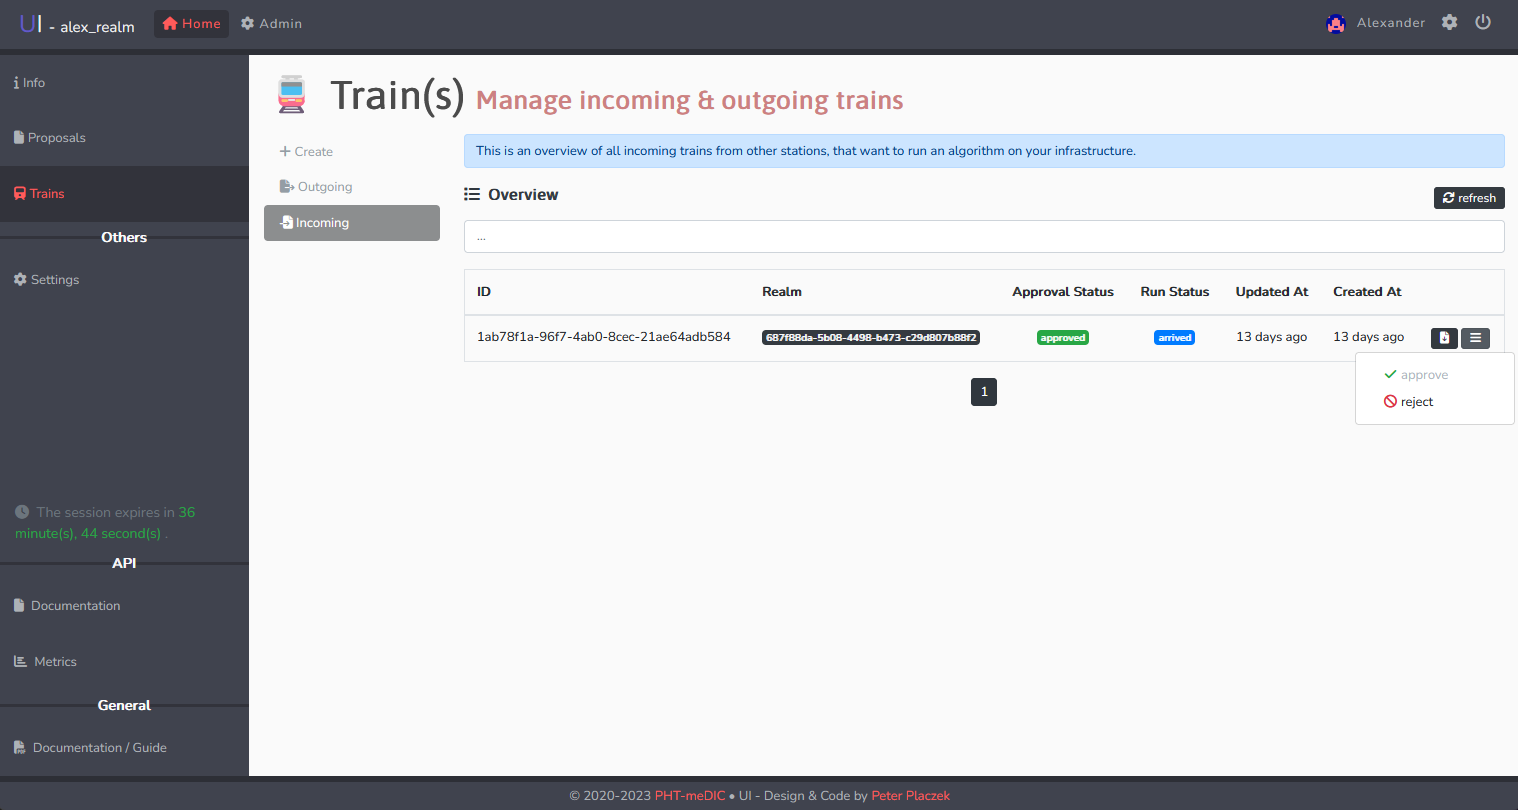 UI - alex_realm
Home
Admin
Alexander
Info
Proposals
Trains
Others
Settings
The session expires in 36
minute(s), 44 second(s) .
API
Documentation
Metrics
General
Documentation / Guide
Train(s) Manage incoming & outgoing trains
Create
Outgoing
Incoming
This is an overview of all incoming trains from other stations, that want to run an algorithm on your infrastructure.
Overview
refresh
...
ID Realm Approval Status Run Status Updated At Created At
1ab78f1a-96f7-4ab0-8cec-21ae64adb584 687f88da-5b08-4498-b473-c29d807b88f2 approved arrived 13 days ago 13 days ago
approve
reject
1
© 2020-2023 PHT-meDIC • UI - Design & Code by Peter Placzek